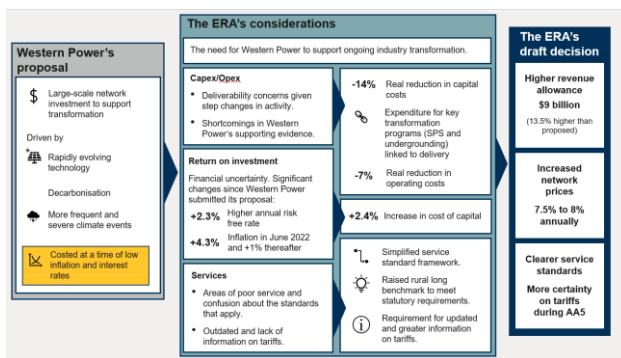 Western Power's
proposal
Large-scale network
investment to support
transformation
Driven by
Rapidly evolving
technology
Decarbonisation
More frequent and
severe climate events
Costed at a time of low
inflation and interest
rates
The ERA's considerations
The need for Western Power to support ongoing industry transformation.
Capex/Opex
• Deliverability concerns given
step changes in activity.
• Shortcomings in Western
Power's supporting evidence.
Return on investment
Financial uncertainty. Significant
changes since Western Power
submitted its proposal:
+2.3% Higher annual risk
free rate
+4.3% Inflation in June 2022
and +1% thereafter
Services
• Areas of poor service and
confusion about the standards
that apply.
• Outdated and lack of
information on tariffs.
-14% Real reduction in capital
costs
Expenditure for key
transformation
programs (SPS and
undergrounding)
linked to delivery
-7% Real reduction in
operating costs
+2.4% Increase in cost of capital
Simplified service
standard framework.
Raised rural long
benchmark to meet
statutory requirements.
Requirement for updated
and greater information
on tariffs.
The ERA's
draft decision
Higher revenue
allowance
$9 billion
(13.5% higher than
proposed)
Increased
network
prices
7.5% to 8%
annually
Clearer service
standards
More certainty
on tariffs
during AA5